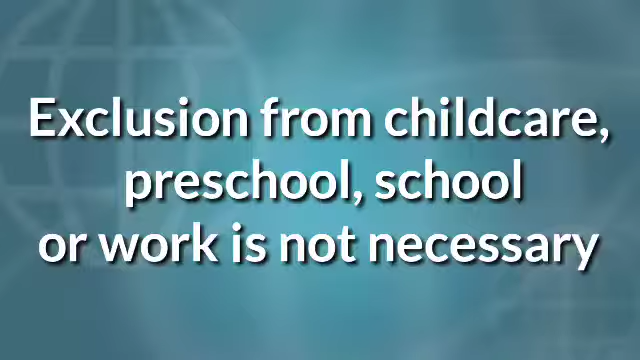 Exclusion from childcare,
preschool, school
or work is not necessary